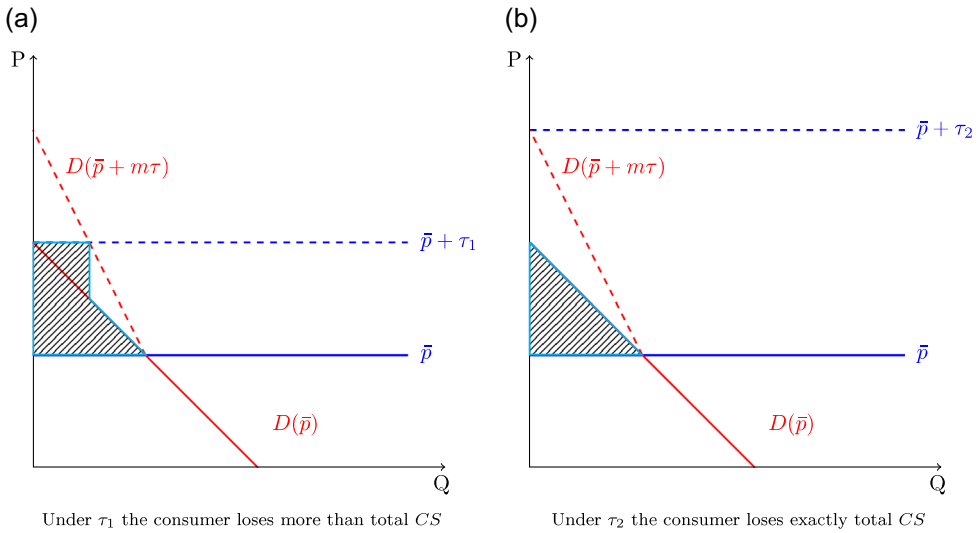 (a)
P
D(p̄ + mτ)
p̄ + τ₁
p̄
D(p̄)
Q
Under τ₁ the consumer loses more than total CS
(b)
P
p̄ + τ₂
D(p̄ + mτ)
p̄
D(p̄)
Q
Under τ₂ the consumer loses exactly total CS